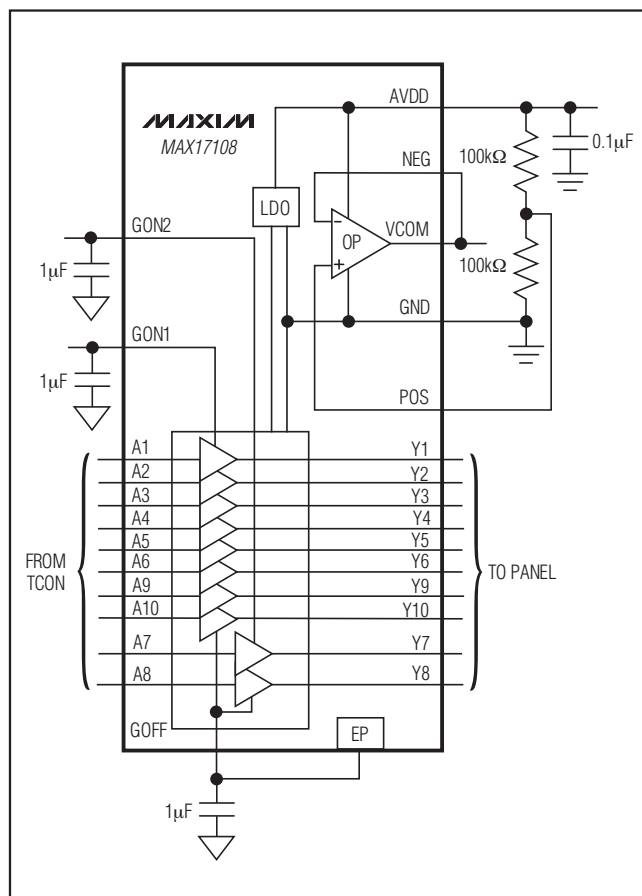 MAXIM
MAX17108
AVDD
NEG
100kΩ
0.1µF
LDO
GON2
OP
VCOM
100kΩ
1µF
GND
GON1
1µF
POS
A1
Y1
A2
Y2
A3
Y3
A4
Y4
A5
Y5
FROM
TCON
A6
Y6
TO PANEL
A9
Y9
A10
Y10
A7
Y7
A8
Y8
GOFF
EP
1µF